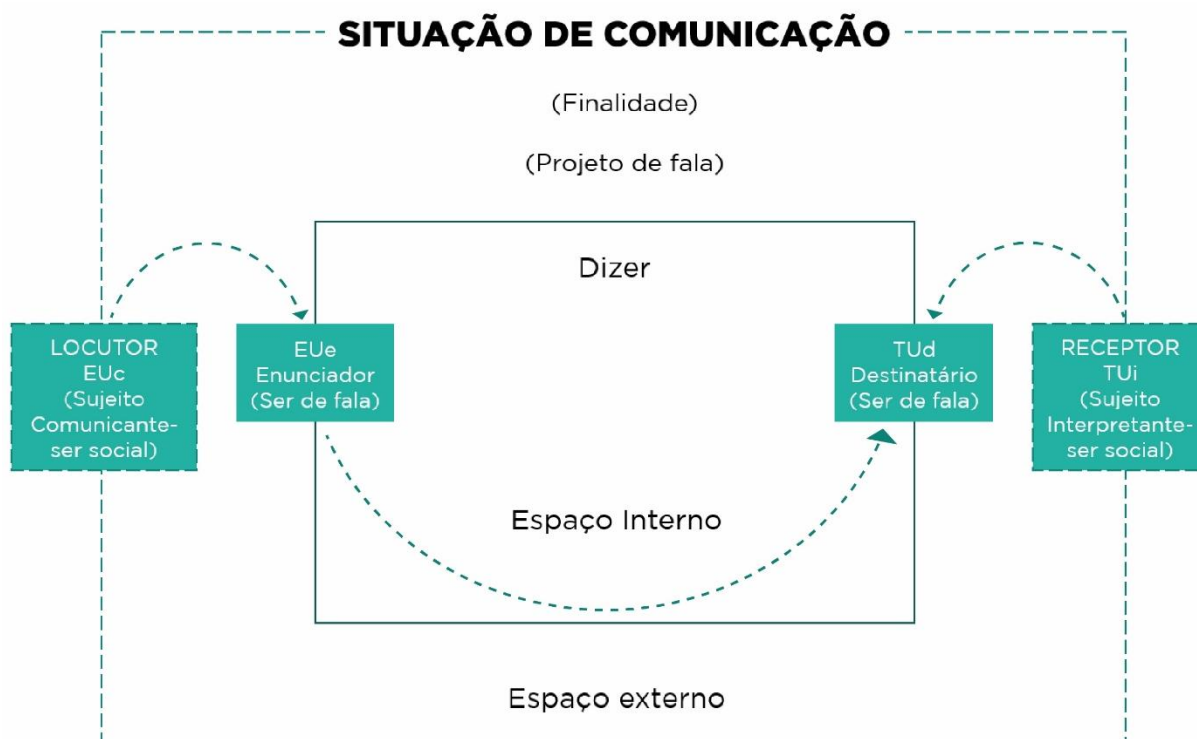 SITUAÇÃO DE COMUNICAÇÃO
(Finalidade)
(Projeto de fala)
Dizer
LOCUTOR
EUc
(Sujeito
Comunicante-
ser social)
EUe
Enunciador
(Ser de fala)
TUd
Destinatário
(Ser de fala)
RECEPTOR
TUi
(Sujeito
Interpretante-
ser social)
Espaço Interno
Espaço externo